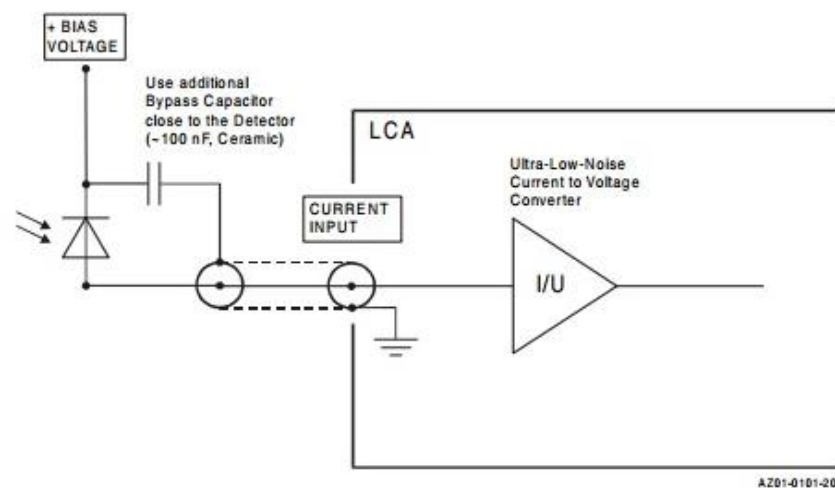 + BIAS
VOLTAGE
Use additional
Bypass Capacitor
close to the Detector
(~100 nF, Ceramic)
LCA
Ultra-Low-Noise
Current to Voltage
Converter
CURRENT
INPUT
I/U
AZ01-0101-20